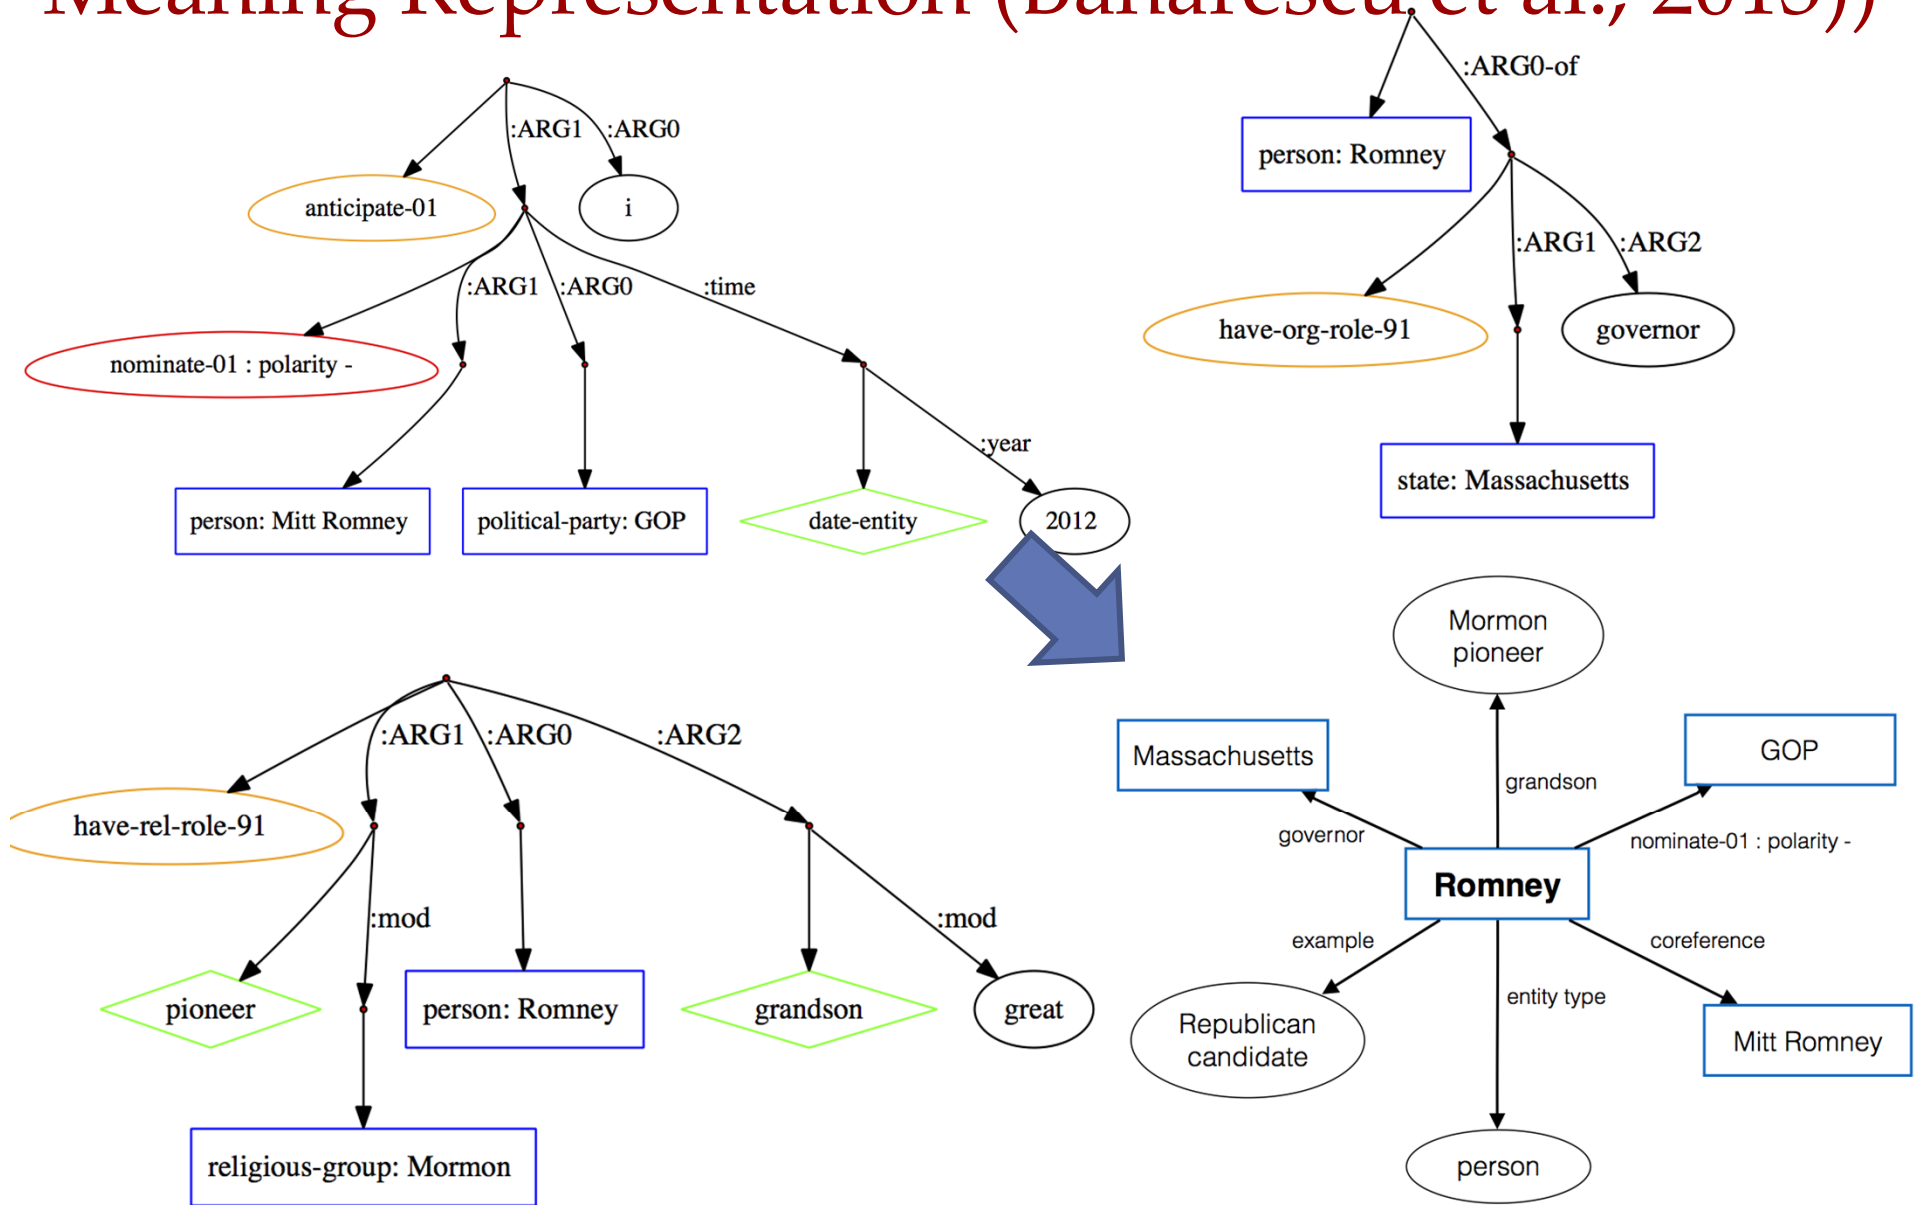 Meaning Representation (Banarescu et al., 2013))
:ARG1
:ARG0
anticipate-01
i
:ARG1
:ARG0
:time
nominate-01 : polarity -
:year
person: Mitt Romney
political-party: GOP
date-entity
2012
:ARG0-of
person: Romney
:ARG1
:ARG2
have-org-role-91
governor
state: Massachusetts
:ARG1
:ARG0
:ARG2
have-rel-role-91
:mod
:mod
pioneer
person: Romney
grandson
great
religious-group: Mormon
Mormon
pioneer
Massachusetts
GOP
grandson
governor
nominate-01 : polarity -
Romney
example
coreference
entity type
Republican
candidate
Mitt Romney
person